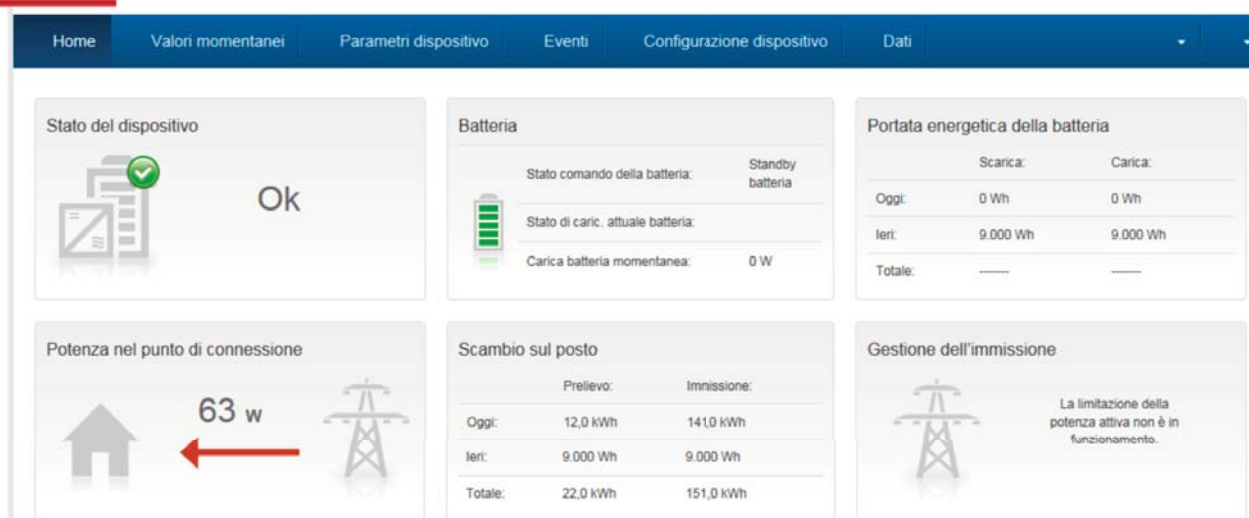 Home Valori momentanei Parametri dispositivo Eventi Configurazione dispositivo Dati
Stato del dispositivo
Ok
Batteria
Stato comando della batteria: Standby batteria
Stato di caric. attuale batteria:
Carica batteria momentanea: 0 W
Portata energetica della batteria
Scarica: Carica:
Oggi: 0 Wh 0 Wh
Ieri: 9.000 Wh 9.000 Wh
Totale: ------- -------
Potenza nel punto di connessione
63 w
Scambio sul posto
Prelievo: Immissione:
Oggi: 12,0 kWh 141,0 kWh
Ieri: 9.000 Wh 9.000 Wh
Totale: 22,0 kWh 151,0 kWh
Gestione dell'immissione
La limitazione della
potenza attiva non è in
funzionamento.